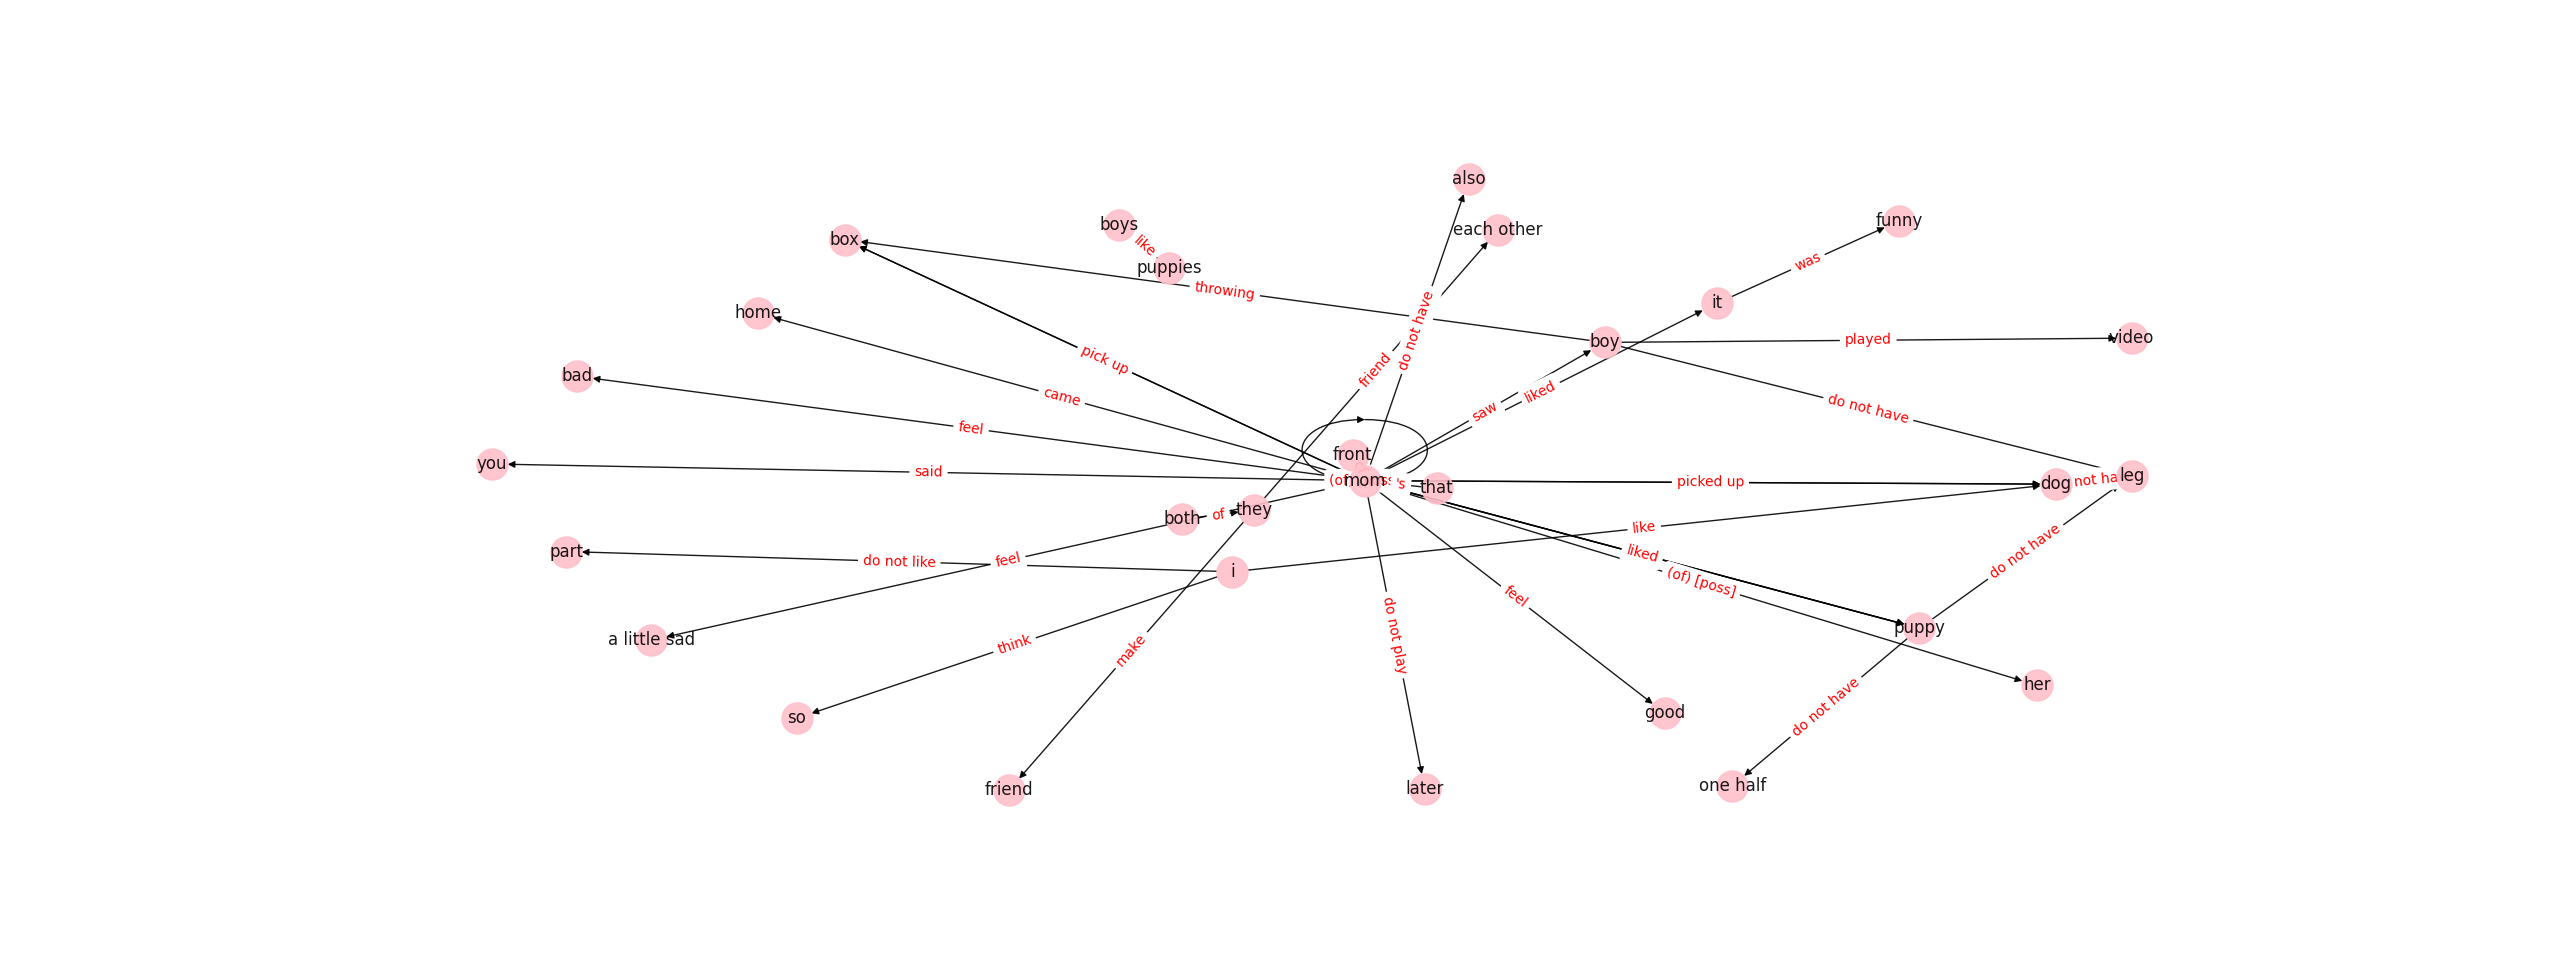 also
boys
funny
each other
box
like
puppies
was
throwing
it
home
boy
played
video
pick up
do not have
friend
bad
came
liked
do not have
saw
feel
front
you
said
mom
that
picked up
dog
not ha
leg
both
of
they
like
part
do not like
feel
i
liked
do not have
(of) [poss]
feel
a little sad
think
make
do not play
puppy
her
so
good
do not have
friend
later
one half